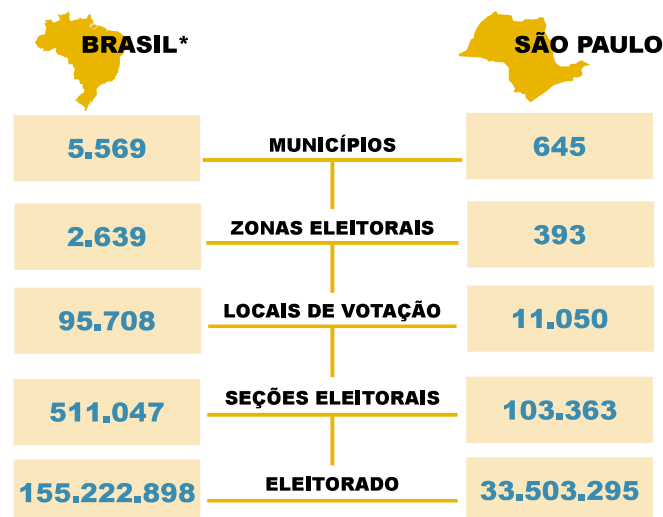 BRASIL*
SÃO PAULO
5.569
MUNICÍPIOS
645
2.639
ZONAS ELEITORAIS
393
95.708
LOCAIS DE VOTAÇÃO
11.050
511.047
SEÇÕES ELEITORAIS
103.363
155.222.898
ELEITORADO
33.503.295